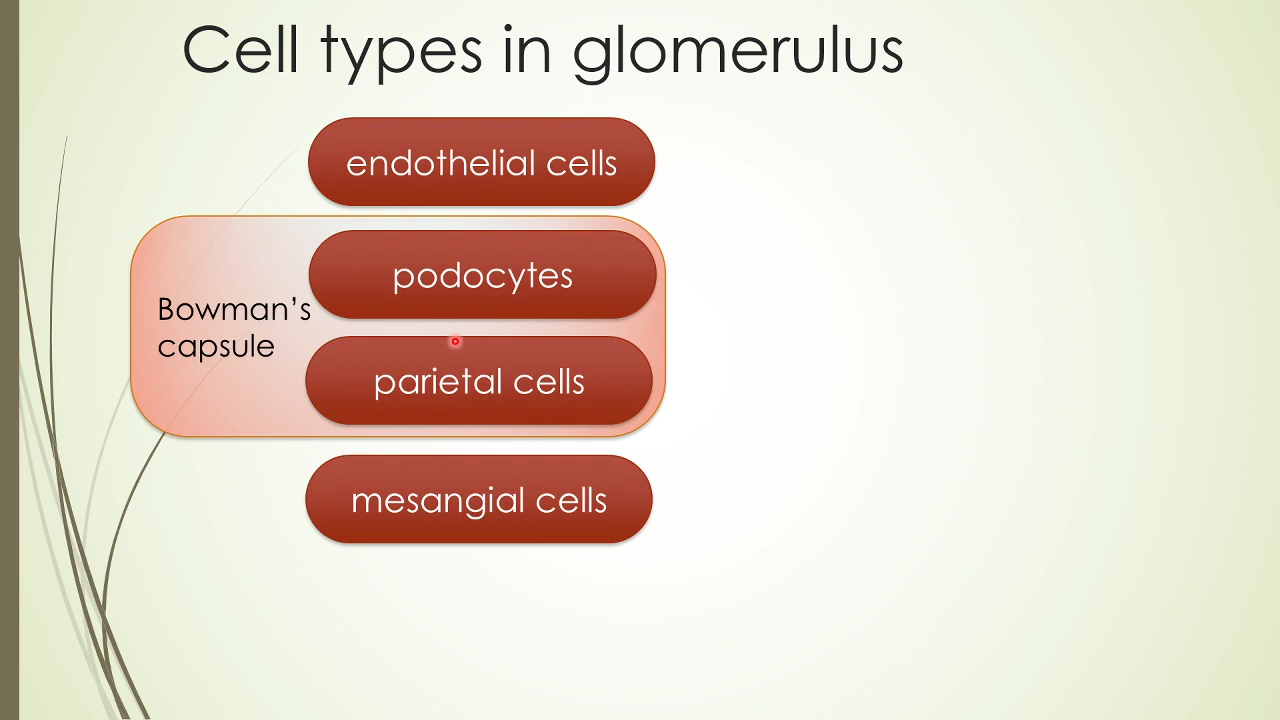 Cell types in glomerulus
endothelial cells
podocytes
Bowman’s
capsule
parietal cells
mesangial cells